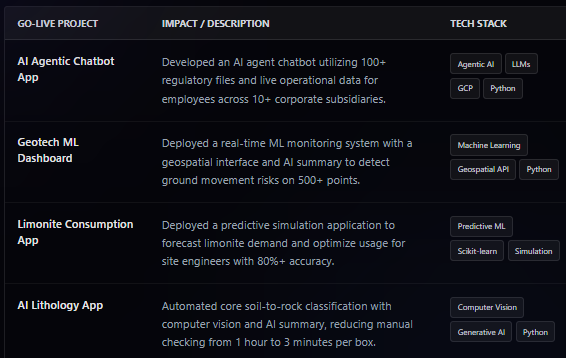 GO-LIVE PROJECT IMPACT / DESCRIPTION TECH STACK
AI Agentic Chatbot App
Developed an AI agent chatbot utilizing 100+
regulatory files and live operational data for
employees across 10+ corporate subsidiaries.
Agentic AI LLMs
GCP Python
Geotech ML
Dashboard
Deployed a real-time ML monitoring system with a
geospatial interface and AI summary to detect
ground movement risks on 500+ points.
Machine Learning
Geospatial API Python
Limonite Consumption
App
Deployed a predictive simulation application to
forecast limonite demand and optimize usage for
site engineers with 80%+ accuracy.
Predictive ML
Scikit-learn Simulation
AI Lithology App
Automated core soil-to-rock classification with
computer vision and AI summary, reducing manual
checking from 1 hour to 3 minutes per box.
Computer Vision
Generative AI Python